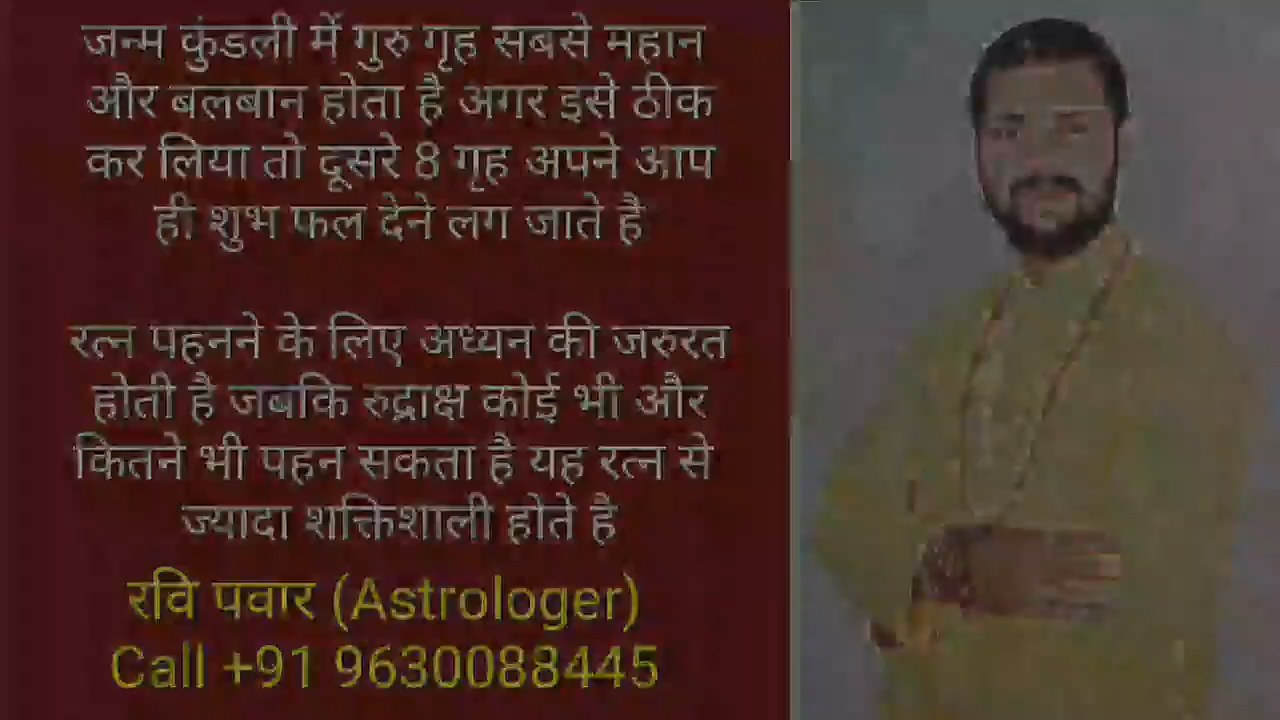 जन्म कुंडली में गुरु गृह सबसे महान
और बलबान होता है अगर इसे ठीक
कर लिया तो दूसरे 8 गृह अपने आप
ही शुभ फल देने लग जाते है
रत्न पहनने के लिए अध्यन की जरुरत
होती है जबकि रुद्राक्ष कोई भी और
कितने भी पहन सकता है यह रत्न से
ज्यादा शक्तिशाली होते है
रवि पवार (Astrologer)
Call +91 9630088445